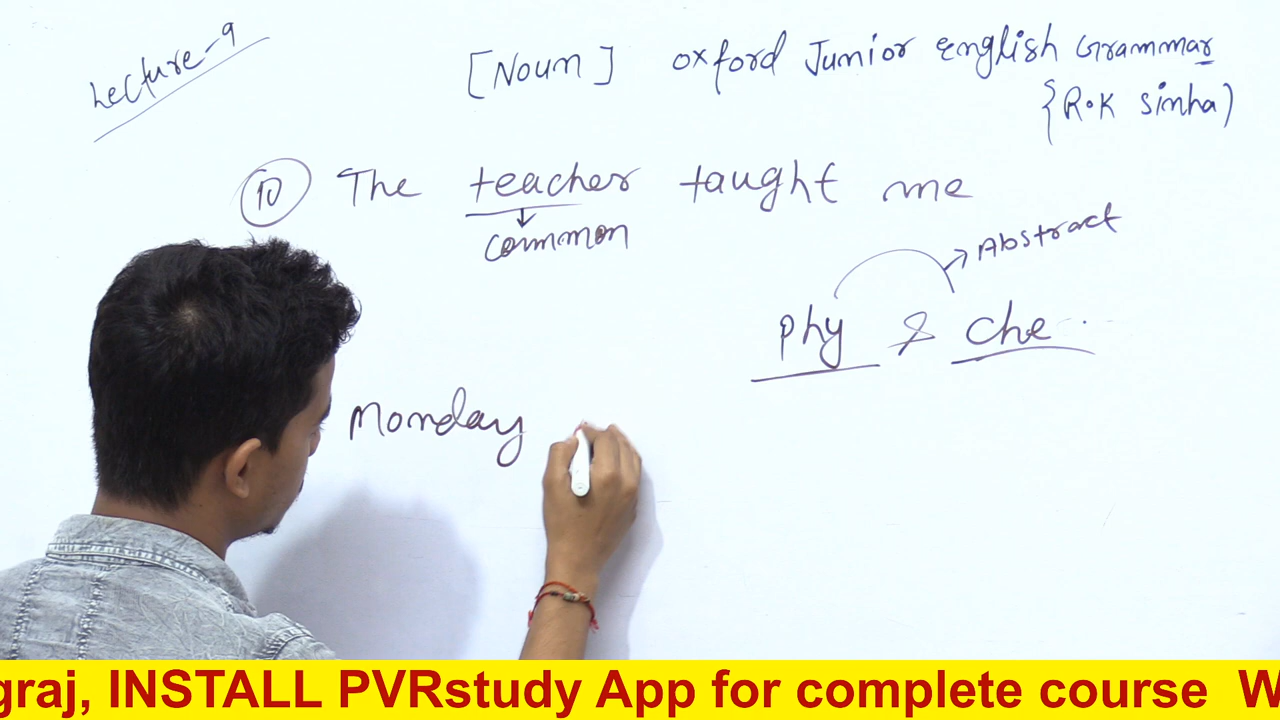 Lecture-9
[Noun] Oxford Junior English Grammar
{R.K Sinha)
10 The teacher taught me
common
Abstract
Phy & Che.
Monday
graj, INSTALL PVRstudy App for complete course W